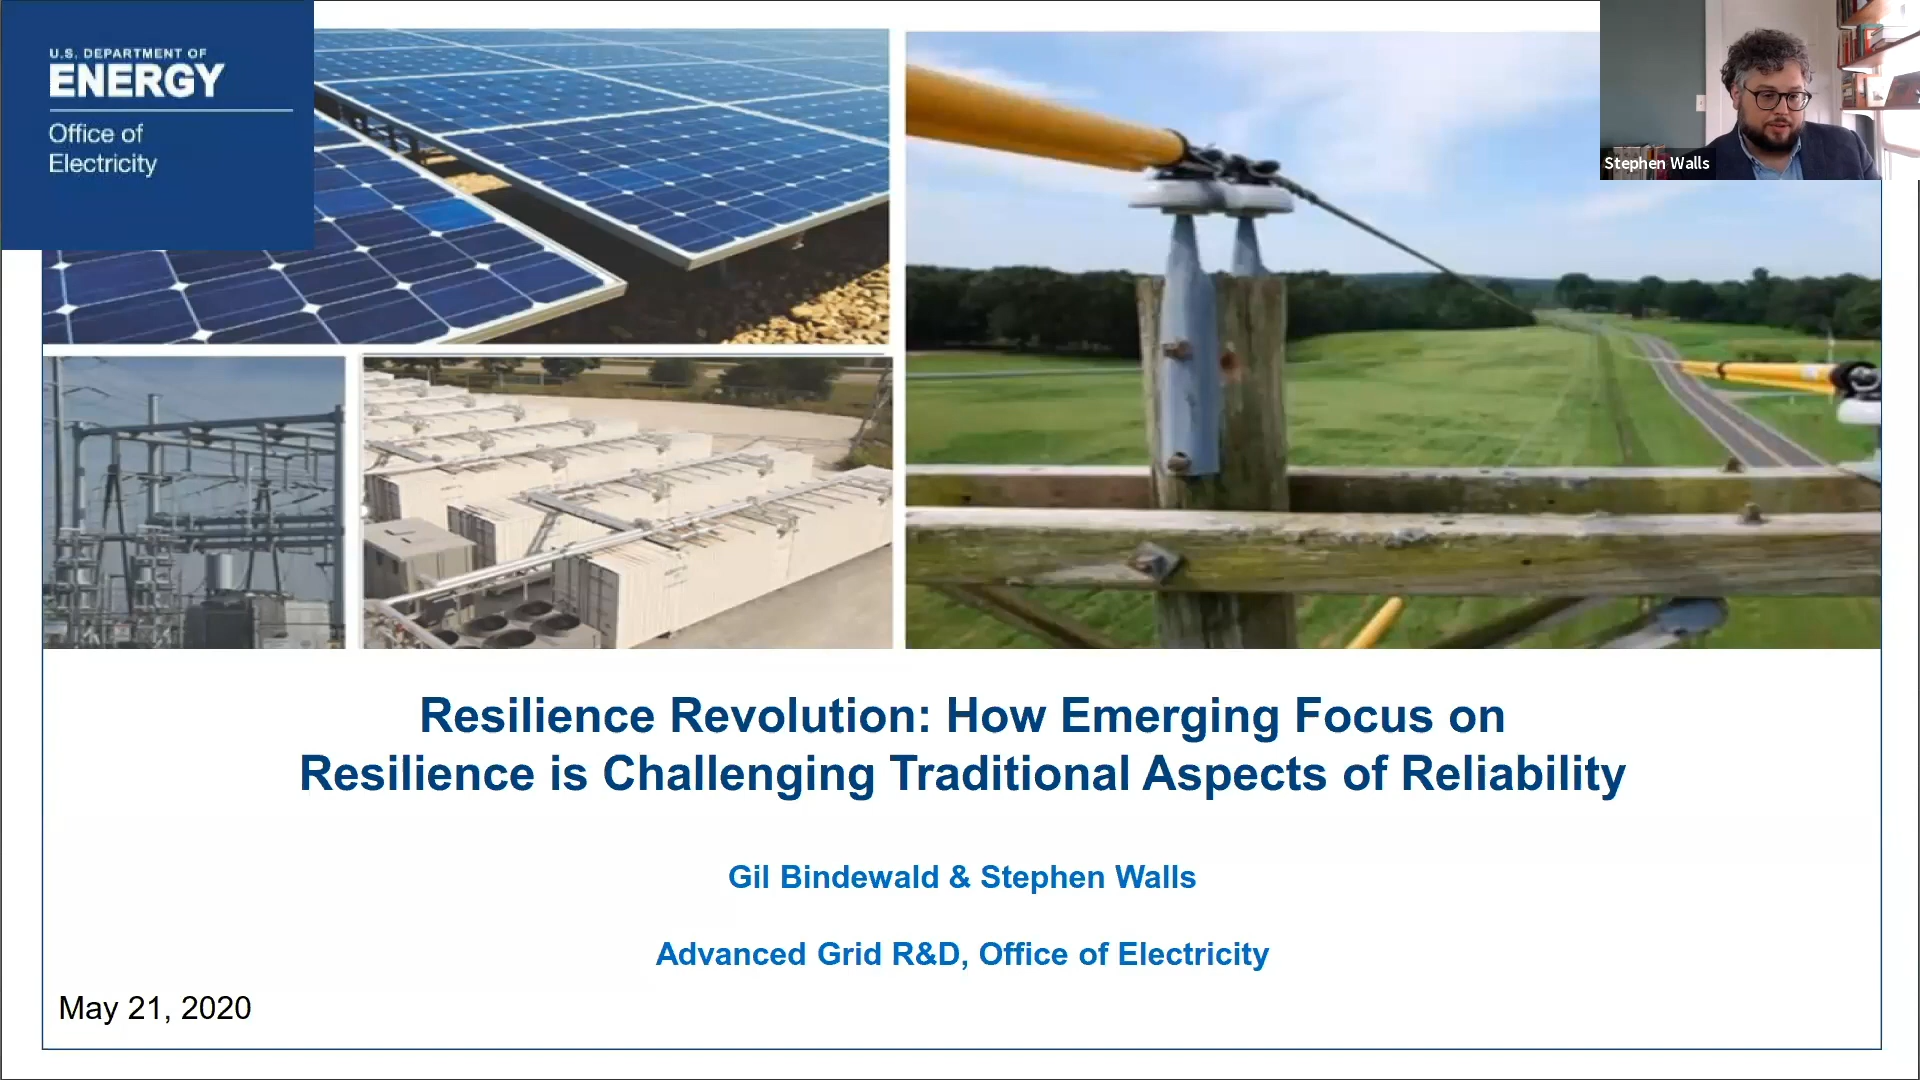 U.S. DEPARTMENT OF
ENERGY
Office of
Electricity
Stephen Walls
Resilience Revolution: How Emerging Focus on
Resilience is Challenging Traditional Aspects of Reliability
Gil Bindewald & Stephen Walls
Advanced Grid R&D, Office of Electricity
May 21, 2020